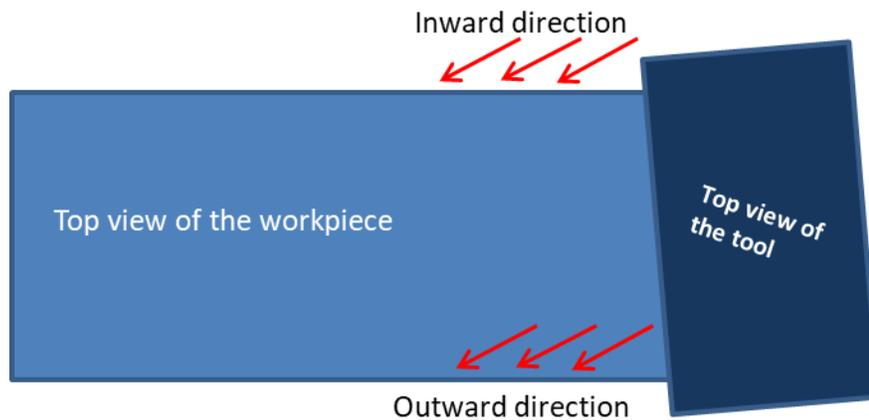 Inward direction
Top view of the workpiece
Top view of
the tool
Outward direction